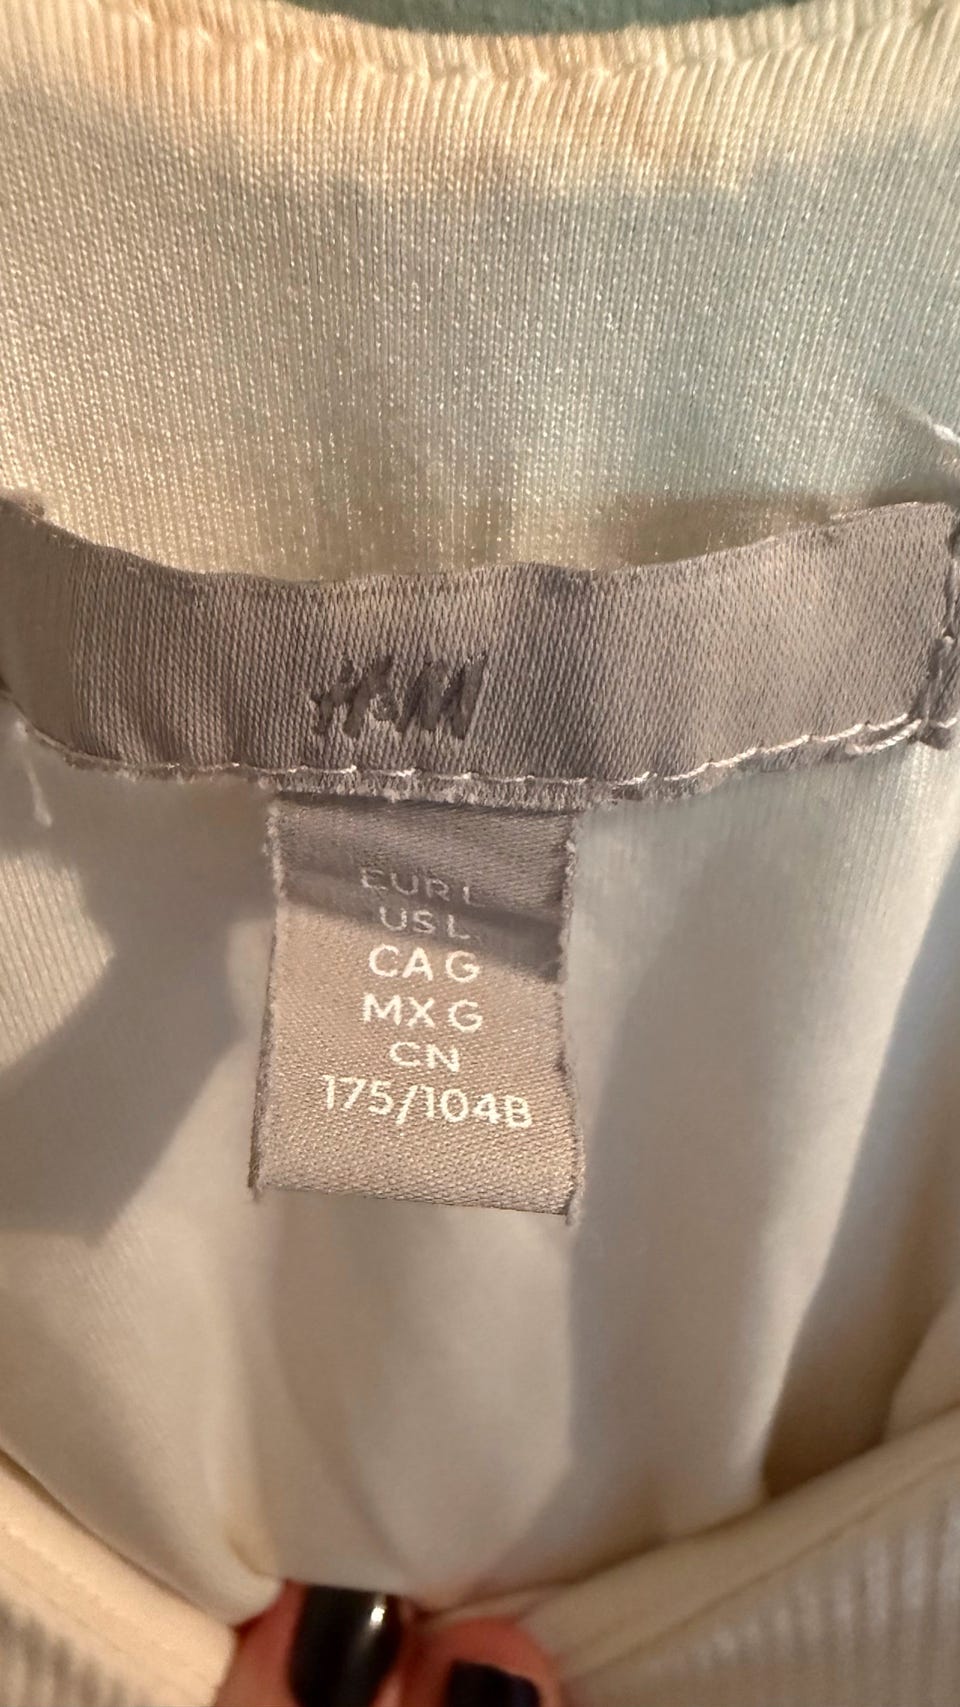 H&M
EUR L
US L
CA G
MX G
CN
175/104B